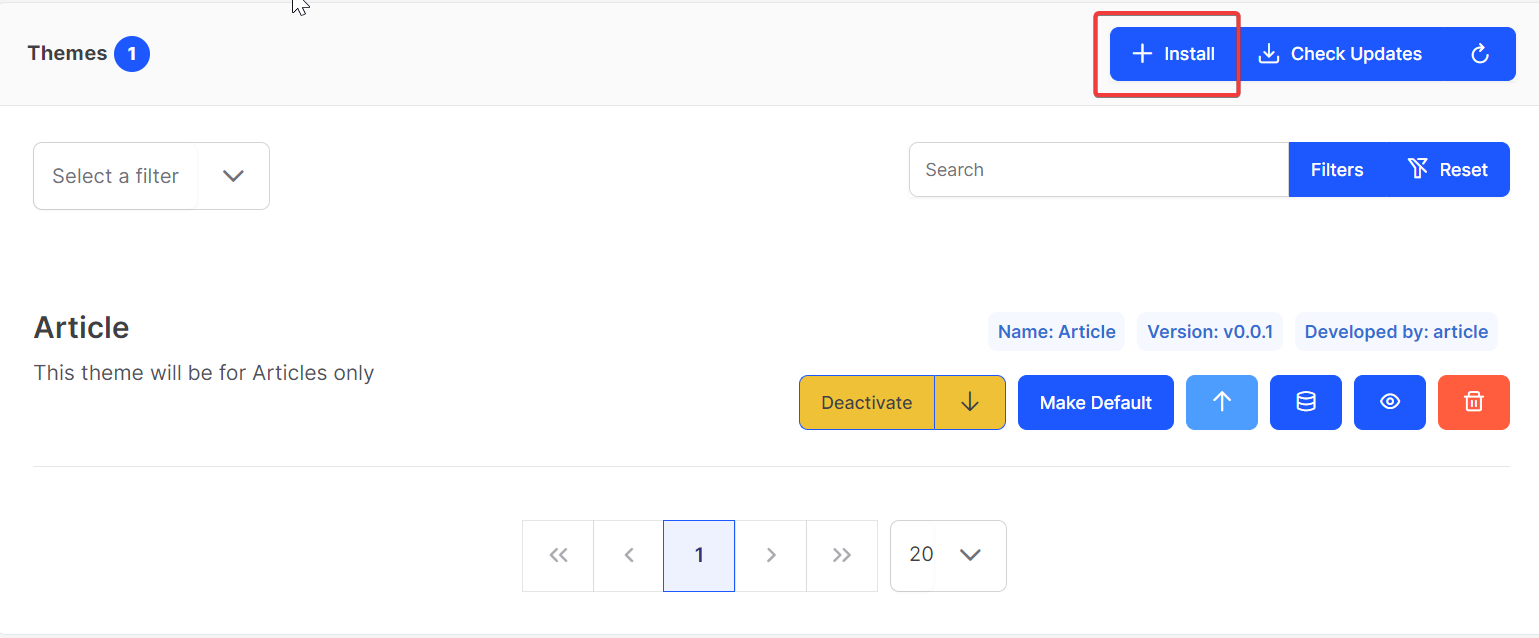 Themes 1
Install Check Updates
Select a filter
Search Filters Reset
Article
Name: Article Version: v0.0.1 Developed by: article
This theme will be for Articles only
Deactivate Make Default
1 20